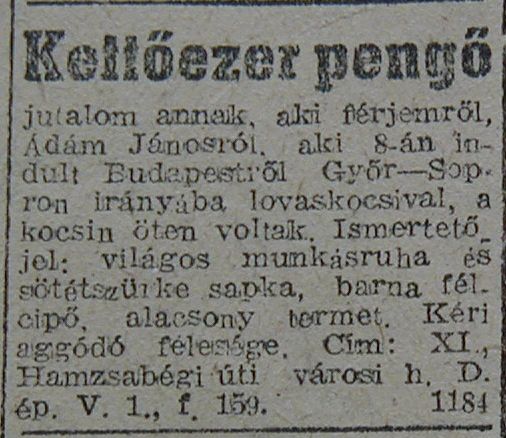 Kettőezer pengő
jutalom annak, aki férjemről,
Ádám Jánosról, aki 8-án in-
dult Budapestről Győr—Sop-
ron irányába lovaskocsival, a
kocsin öten voltak. Ismertető
jel: világos munkásruha és
sötétszürke sapka, barna fél-
cipő, alacsony termet. Kéri
aggódó felesége. Cím: XI.,
Hamzsabégi úti városi h. D.
ép. V. 1., f. 159. 1184